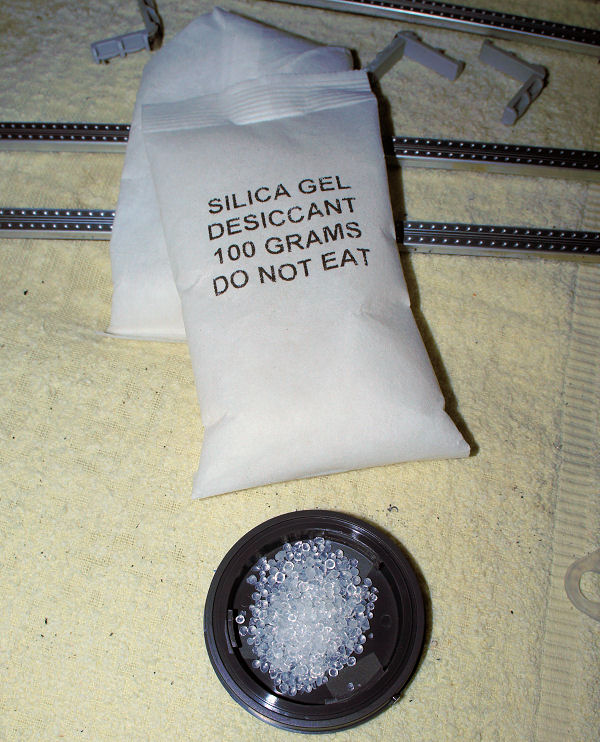 SILICA GEL
DESICCANT
100 GRAMS
DO NOT EAT